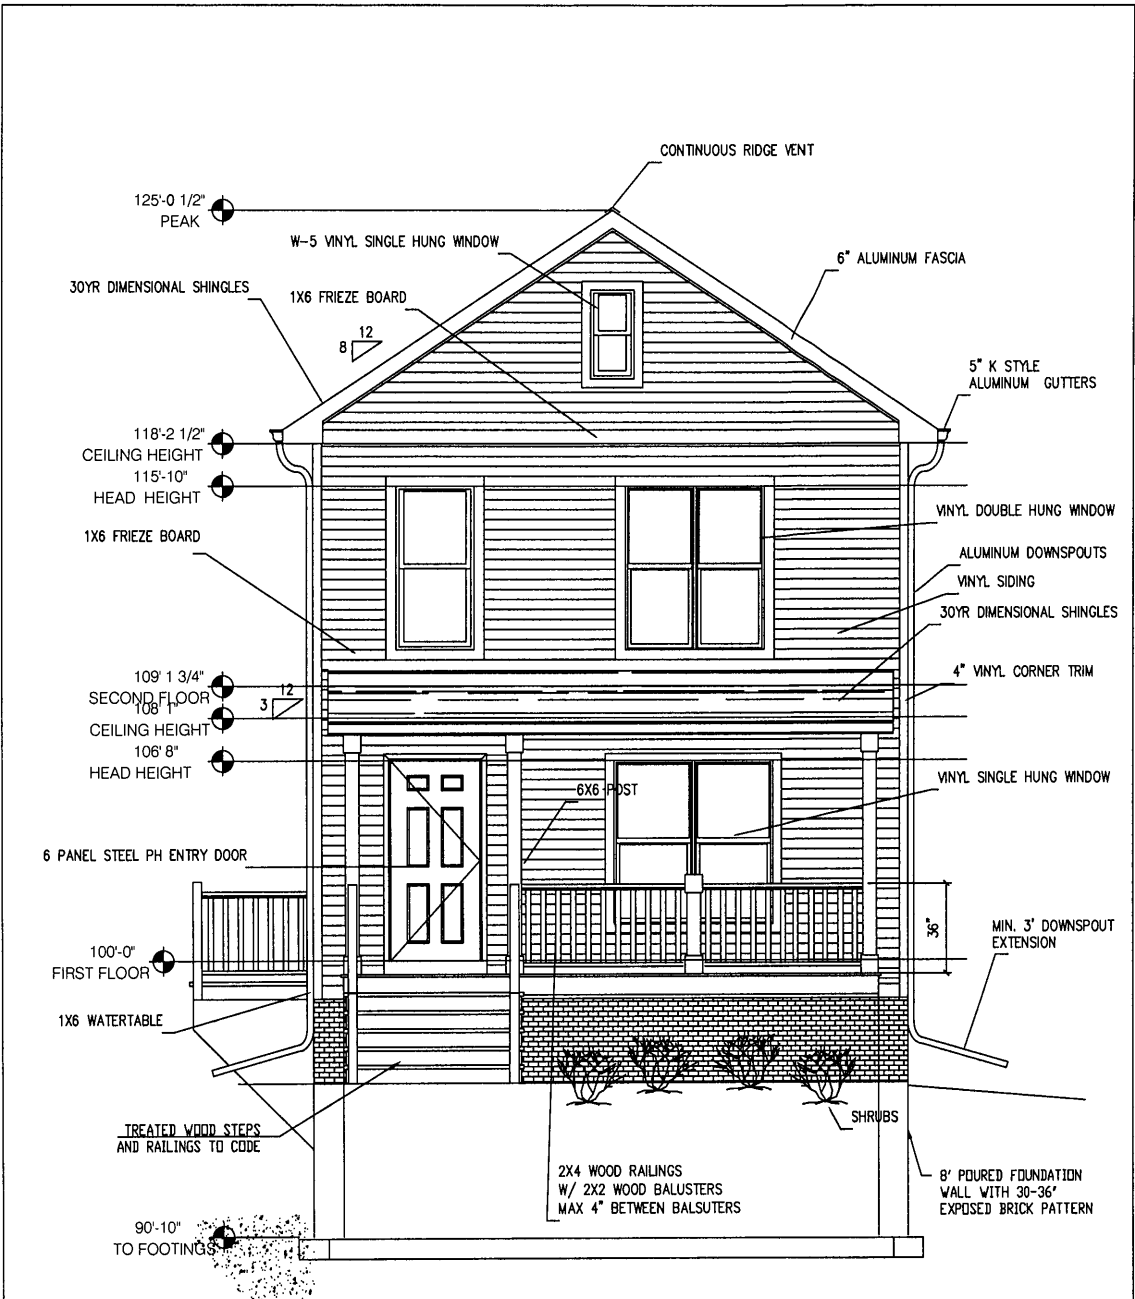 CONTINUOUS RIDGE VENT
125'-0 1/2"
PEAK
W-5 VINYL SINGLE HUNG WINDOW
6" ALUMINUM FASCIA
30YR DIMENSIONAL SHINGLES
1X6 FRIEZE BOARD
12
8
5" K STYLE
ALUMINUM GUTTERS
118'-2 1/2"
CEILING HEIGHT
115'-10"
HEAD HEIGHT
VINYL DOUBLE HUNG WINDOW
1X6 FRIEZE BOARD
ALUMINUM DOWNSPOUTS
VINYL SIDING
30YR DIMENSIONAL SHINGLES
109' 1 3/4"
SECOND FLOOR
4" VINYL CORNER TRIM
12
3
108' 1"
CEILING HEIGHT
106' 8"
HEAD HEIGHT
VINYL SINGLE HUNG WINDOW
6X6 POST
6 PANEL STEEL PH ENTRY DOOR
36"
MIN. 3' DOWNSPOUT
EXTENSION
100'-0"
FIRST FLOOR
1X6 WATERTABLE
SHRUBS
TREATED WOOD STEPS
AND RAILINGS TO CODE
2X4 WOOD RAILINGS
W/ 2X2 WOOD BALUSTERS
MAX 4" BETWEEN BALSUTERS
8' POURED FOUNDATION
WALL WITH 30-36'
EXPOSED BRICK PATTERN
90'-10"
TO FOOTINGS